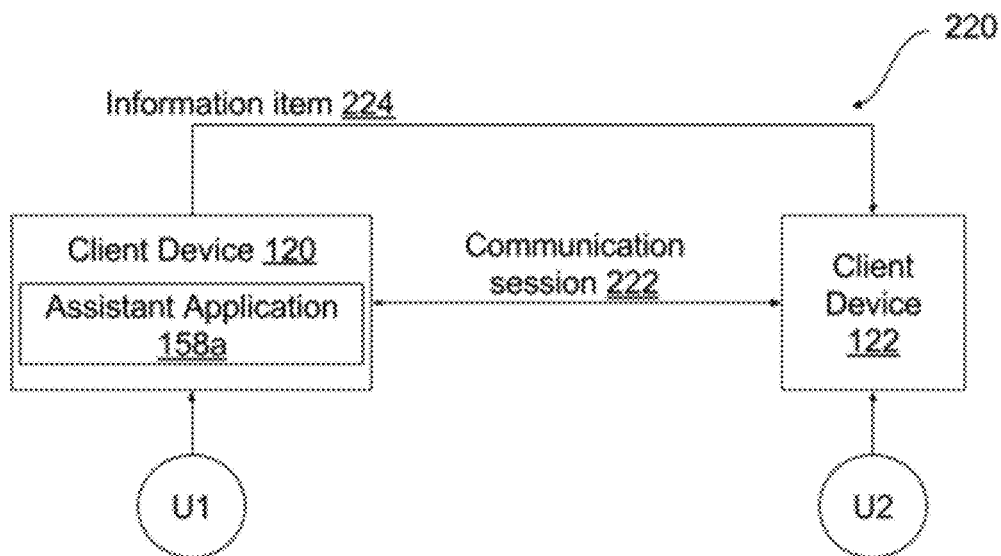 220
Information item 224
Client Device 120
Assistant Application
158a
Communication
session 222
Client
Device
122
U1
U2